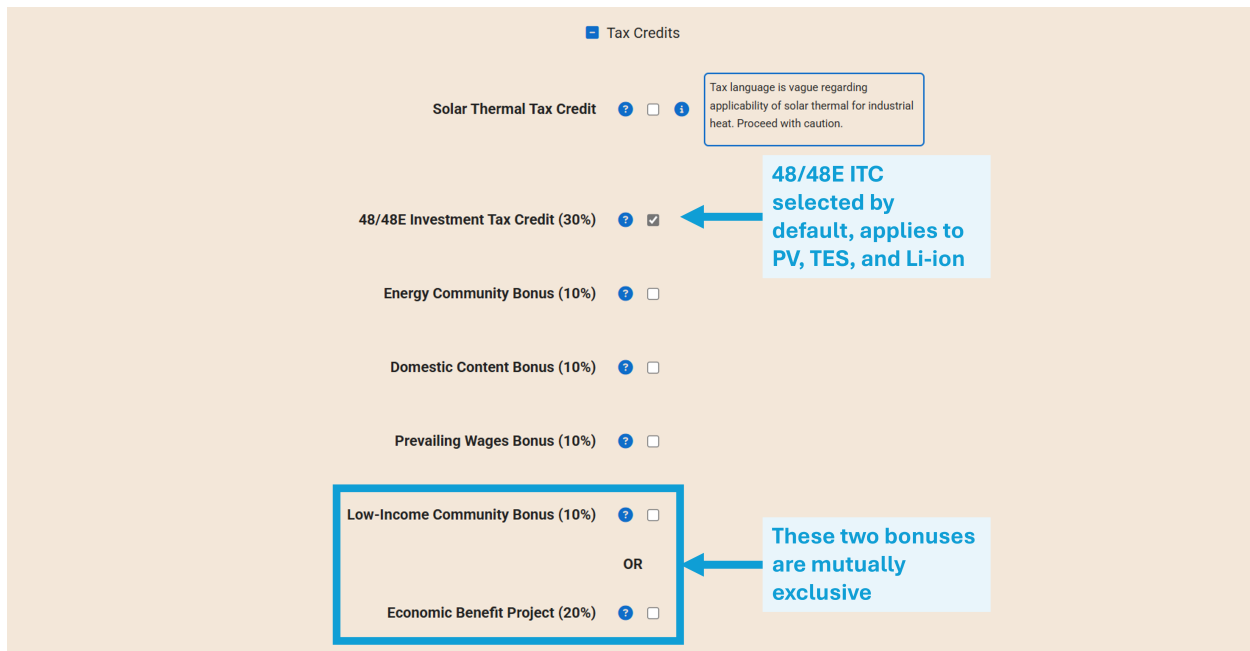 Tax Credits
Solar Thermal Tax Credit
Tax language is vague regarding
applicability of solar thermal for industrial
heat. Proceed with caution.
48/48E ITC
selected by
default, applies to
PV, TES, and Li-ion
48/48E Investment Tax Credit (30%)
Energy Community Bonus (10%)
Domestic Content Bonus (10%)
Prevailing Wages Bonus (10%)
Low-Income Community Bonus (10%)
OR
Economic Benefit Project (20%)
These two bonuses
are mutually
exclusive